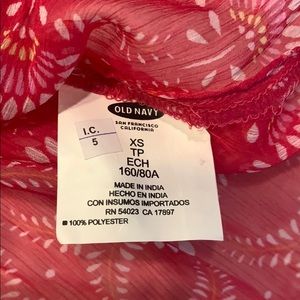 OLD NAVY
SAN FRANCISCO
CALIFORNIA
I.C.
5
XS
TP
ECH
160/80A
MADE IN INDIA
HECHO EN INDIA
CON INSUMOS IMPORTADOS
RN 54023 CA 17897
100% POLYESTER